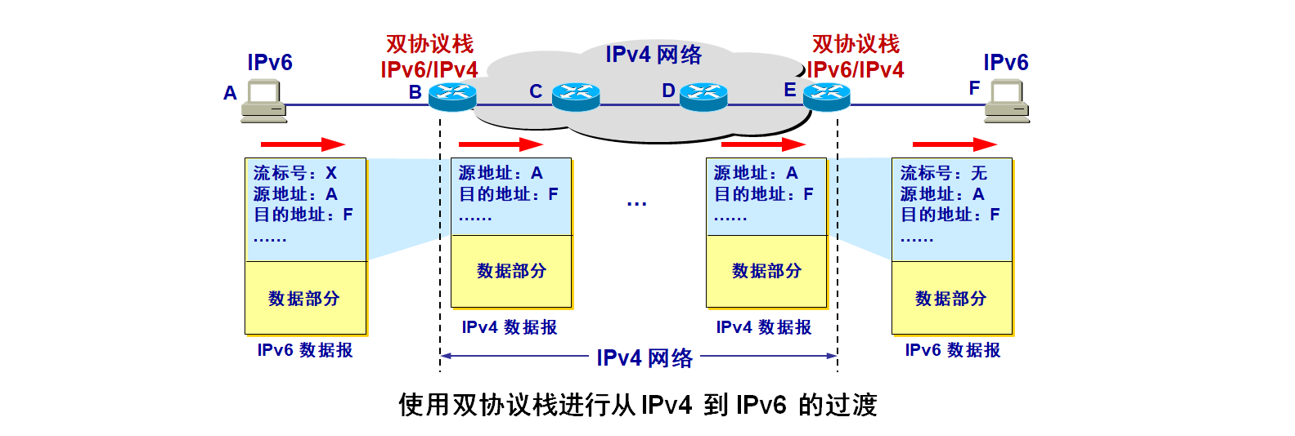 双协议栈
IPv6/IPv4
IPv4 网络
双协议栈
IPv6/IPv4
IPv6
IPv6
A
B
C
D
E
F
流标号：X
源地址：A
目的地址：F
……
数据部分
IPv6 数据报
源地址：A
目的地址：F
……
数据部分
IPv4 数据报
…
源地址：A
目的地址：F
……
数据部分
IPv4 数据报
流标号：无
源地址：A
目的地址：F
……
数据部分
IPv6 数据报
IPv4 网络
使用双协议栈进行从 IPv4 到 IPv6 的过渡